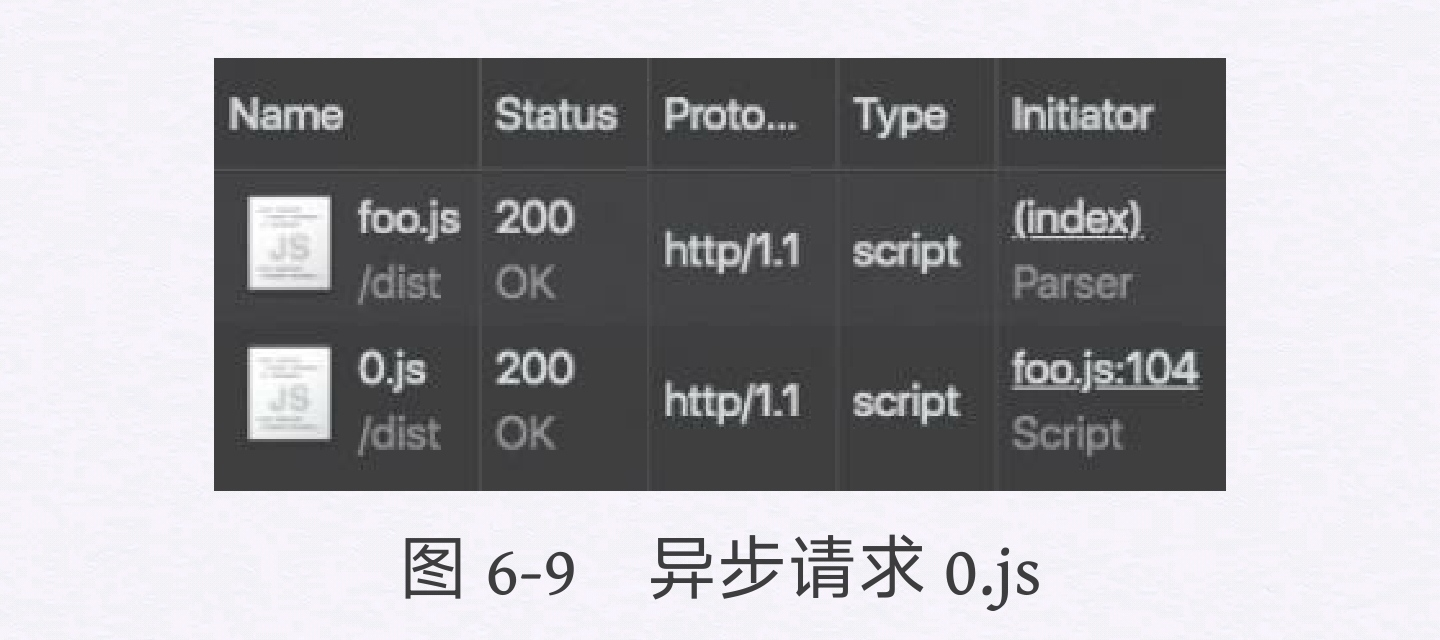 Name Status Proto... Type Initiator
foo.js 200 http/1.1 script (index)
/dist OK Parser
0.js 200 http/1.1 script foo.js:104
/dist OK Script
图 6-9 异步请求 0.js